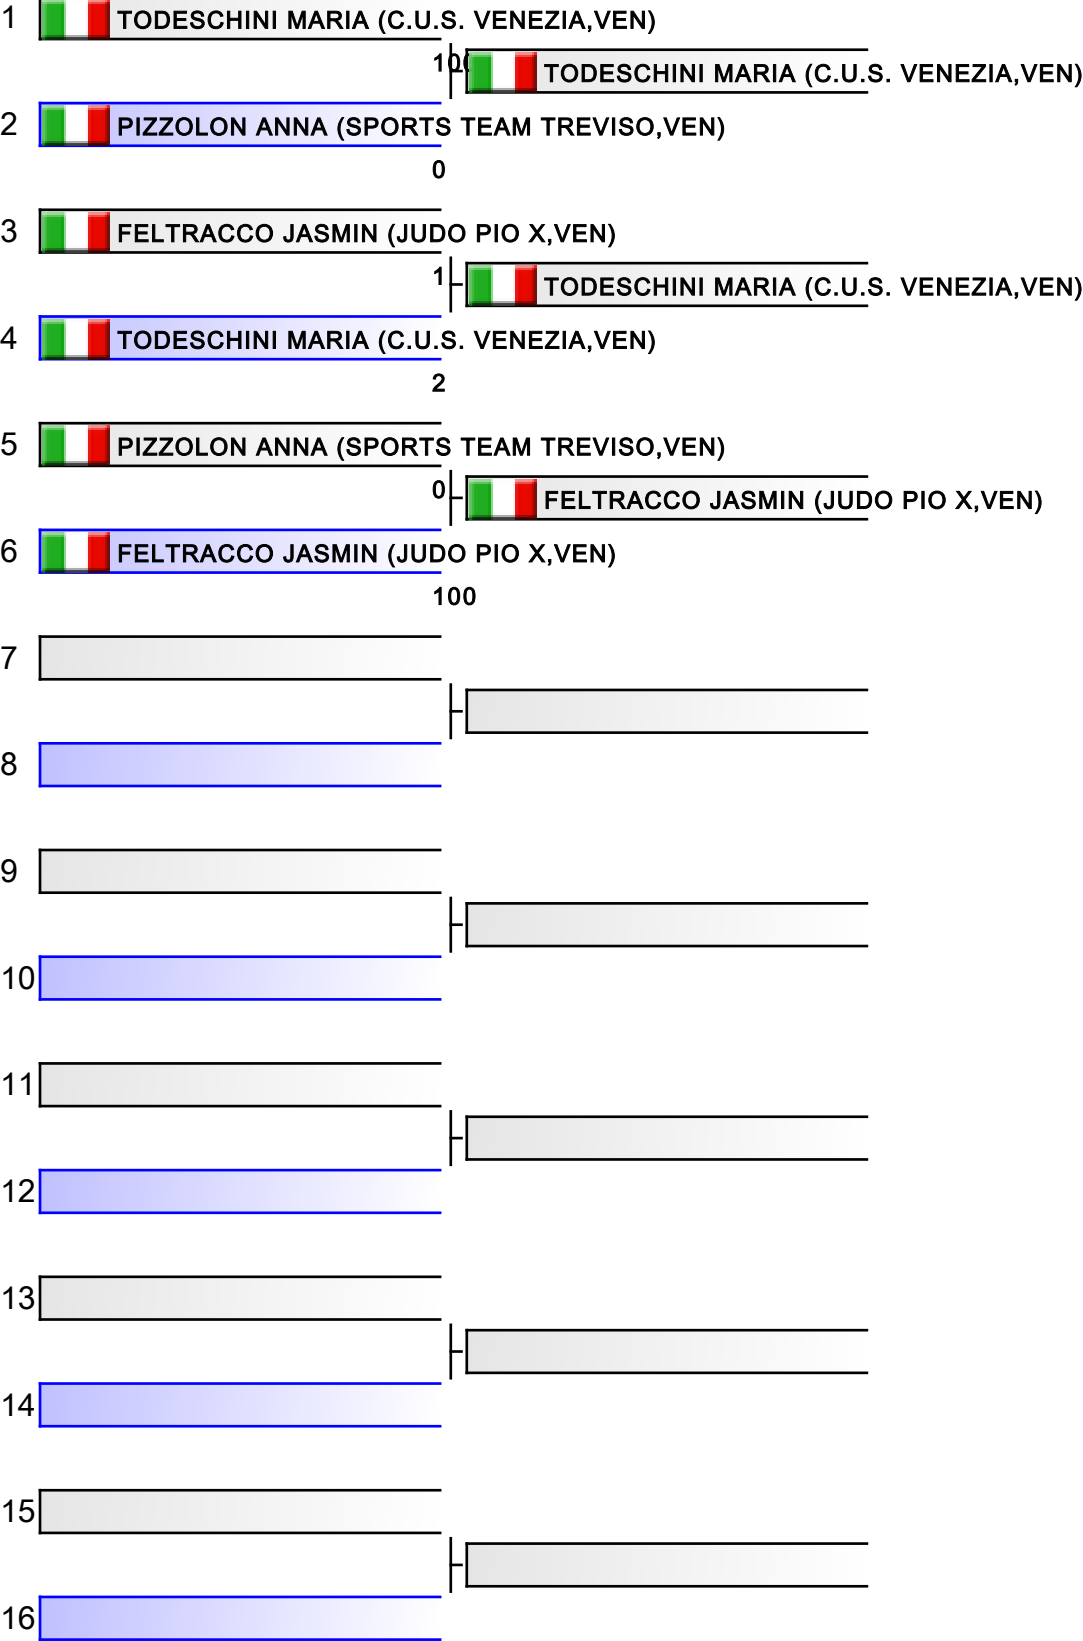 1 TODESCHINI MARIA (C.U.S. VENEZIA,VEN)
TODESCHINI MARIA (C.U.S. VENEZIA,VEN)
2 PIZZOLON ANNA (SPORTS TEAM TREVISO,VEN)
0
3 FELTRACCO JASMIN (JUDO PIO X,VEN)
1 TODESCHINI MARIA (C.U.S. VENEZIA,VEN)
4 TODESCHINI MARIA (C.U.S. VENEZIA,VEN)
2
5 PIZZOLON ANNA (SPORTS TEAM TREVISO,VEN)
0 FELTRACCO JASMIN (JUDO PIO X,VEN)
6 FELTRACCO JASMIN (JUDO PIO X,VEN)
100
7
8
9
10
11
12
13
14
15
16